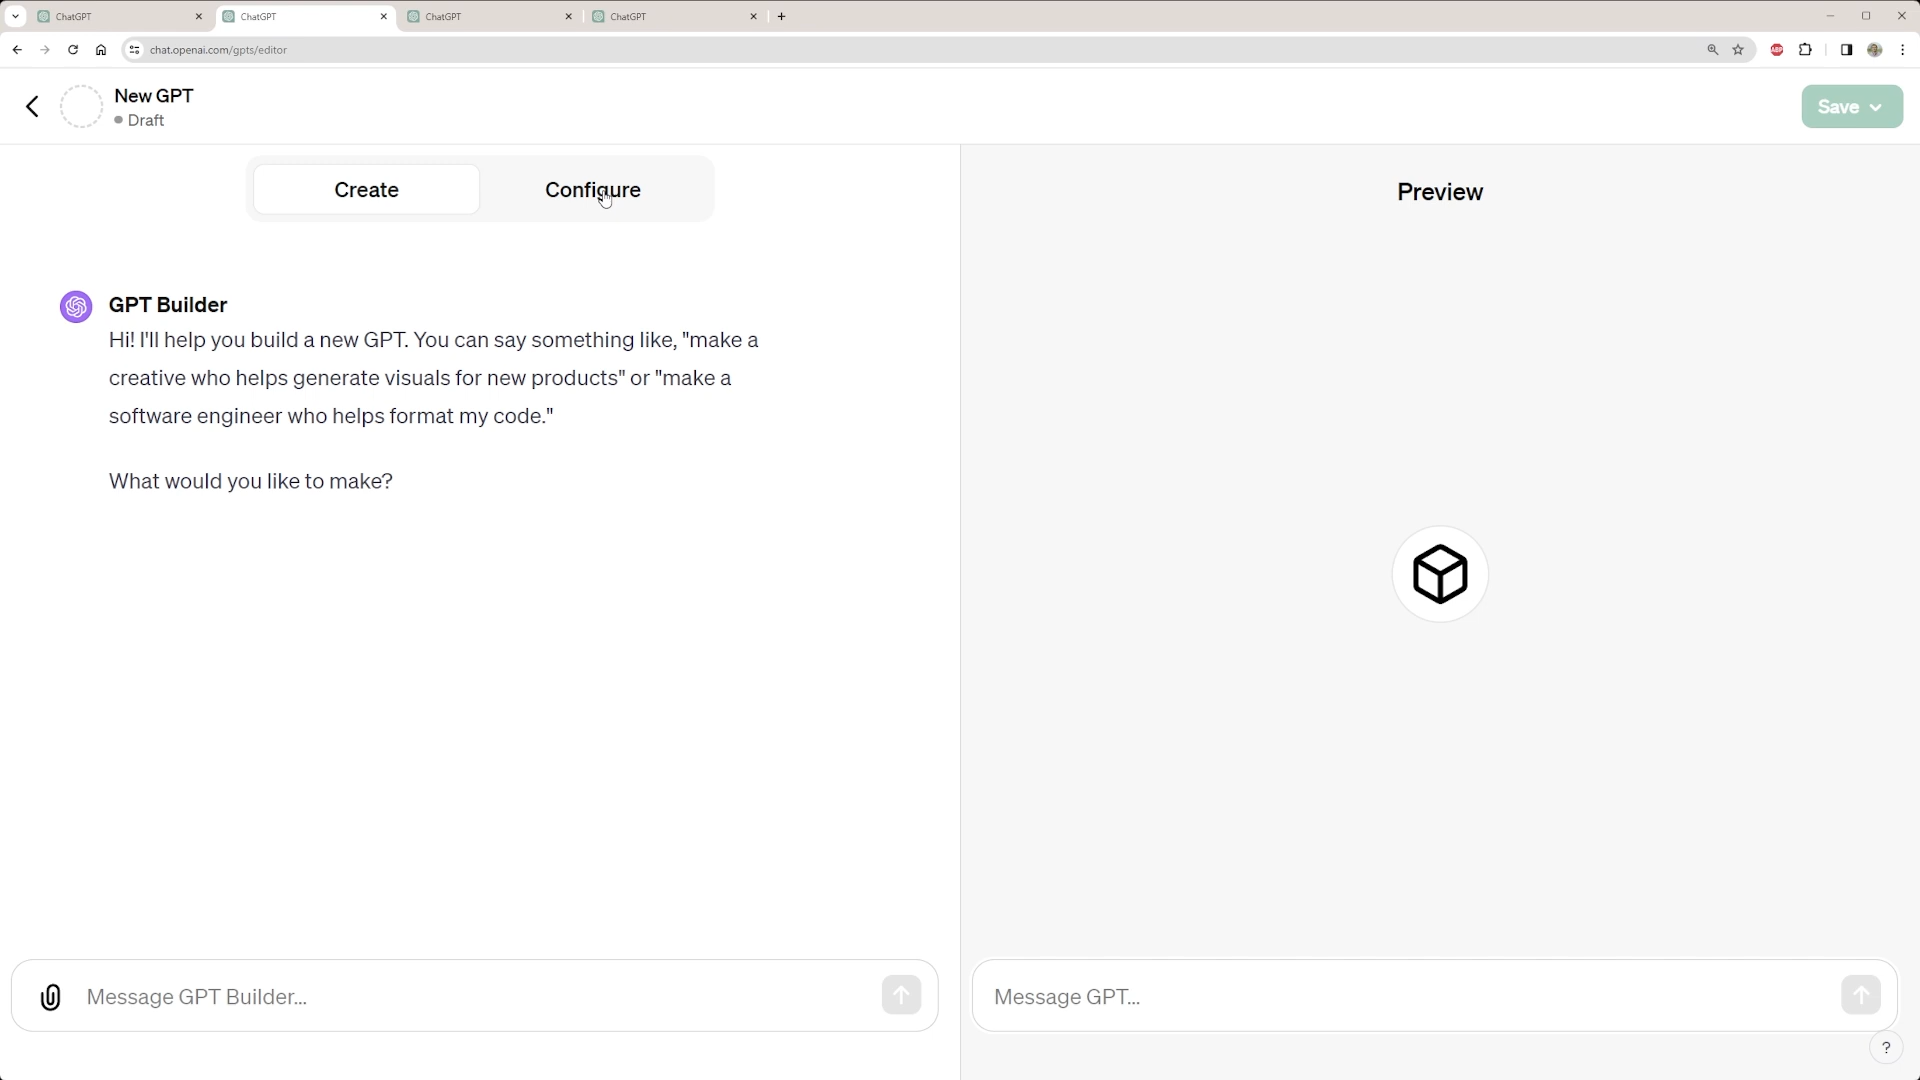 ChatGPT
ChatGPT
ChatGPT
ChatGPT
chat.openai.com/gpts/editor
ABP
New GPT
Draft
Save
Create
Configure
Preview
GPT Builder
Hi! I'll help you build a new GPT. You can say something like, "make a
creative who helps generate visuals for new products" or "make a
software engineer who helps format my code."
What would you like to make?
Message GPT Builder...
Message GPT...
?